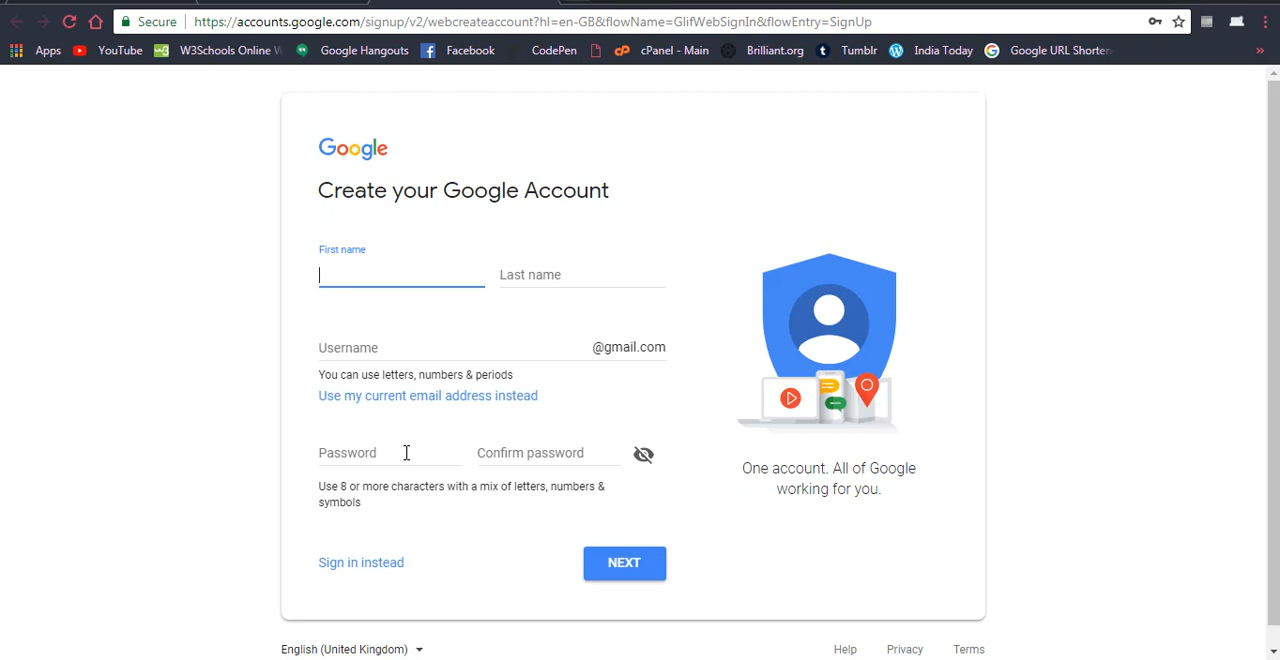 Secure https://accounts.google.com/signup/v2/webcreateaccount?hl=en-GB&flowName=GlifWebSignIn&flowEntry=SignUp
Apps YouTube W3Schools Online Google Hangouts Facebook CodePen cPanel - Main Brilliant.org Tumblr India Today Google URL Shorten »
Google
Create your Google Account
First name
Last name
Username @gmail.com
You can use letters, numbers & periods
Use my current email address instead
Password Confirm password
Use 8 or more characters with a mix of letters, numbers &
symbols
Sign in instead NEXT
One account. All of Google
working for you.
English (United Kingdom) Help Privacy Terms